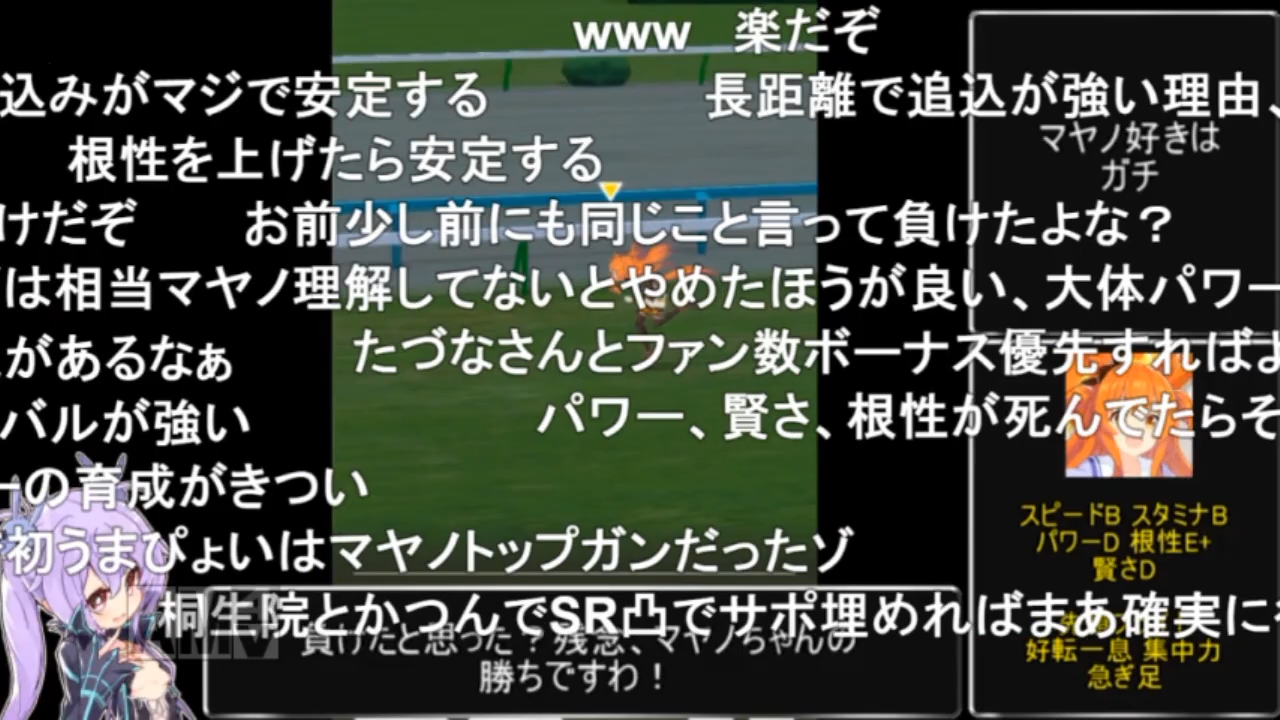 www 楽だぞ
込みがマジで安定する 長距離で追込が強い理由、
マヤノ好きは
ガチ
根性を上げたら安定する
けだぞ お前少し前にも同じこと言って負けたよな？
は相当マヤノ理解してないとやめたほうが良い、大体パワー
があるなぁ たづなさんとファン数ボーナス優先すればよ
バルが強い パワー、賢さ、根性が死んでたらそ
ーの育成がきつい
スピードB スタミナB
パワーD 根性E+
賢さD
初うまぴょいはマヤノトップガンだったゾ
桐生院とかつんでSR凸でサポ埋めればまあ確実に
負けたと思った？残念、マヤノちゃんの
勝ちですわ！
好転一息 集中力
急ぎ足